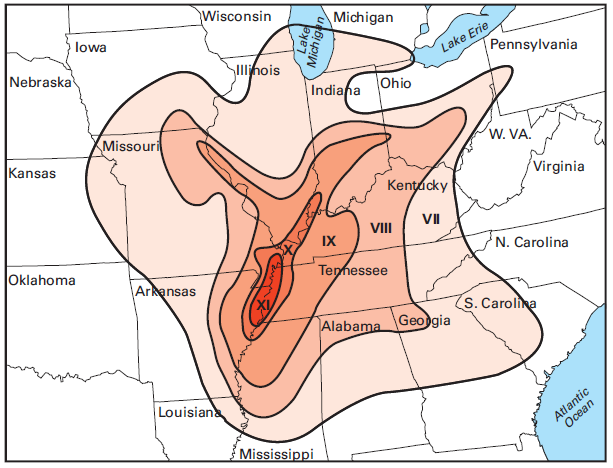 Wisconsin
Michigan
Lake
Michigan
Lake Erie
Iowa
Pennsylvania
Nebraska
Illinois
Indiana
Ohio
W. VA.
Missouri
Virginia
Kansas
Kentucky
VII
VIII
IX
X
N. Carolina
Tennessee
Oklahoma
Arkansas
XI
S. Carolina
Alabama
Georgia
Atlantic
Ocean
Louisiana
Mississippi